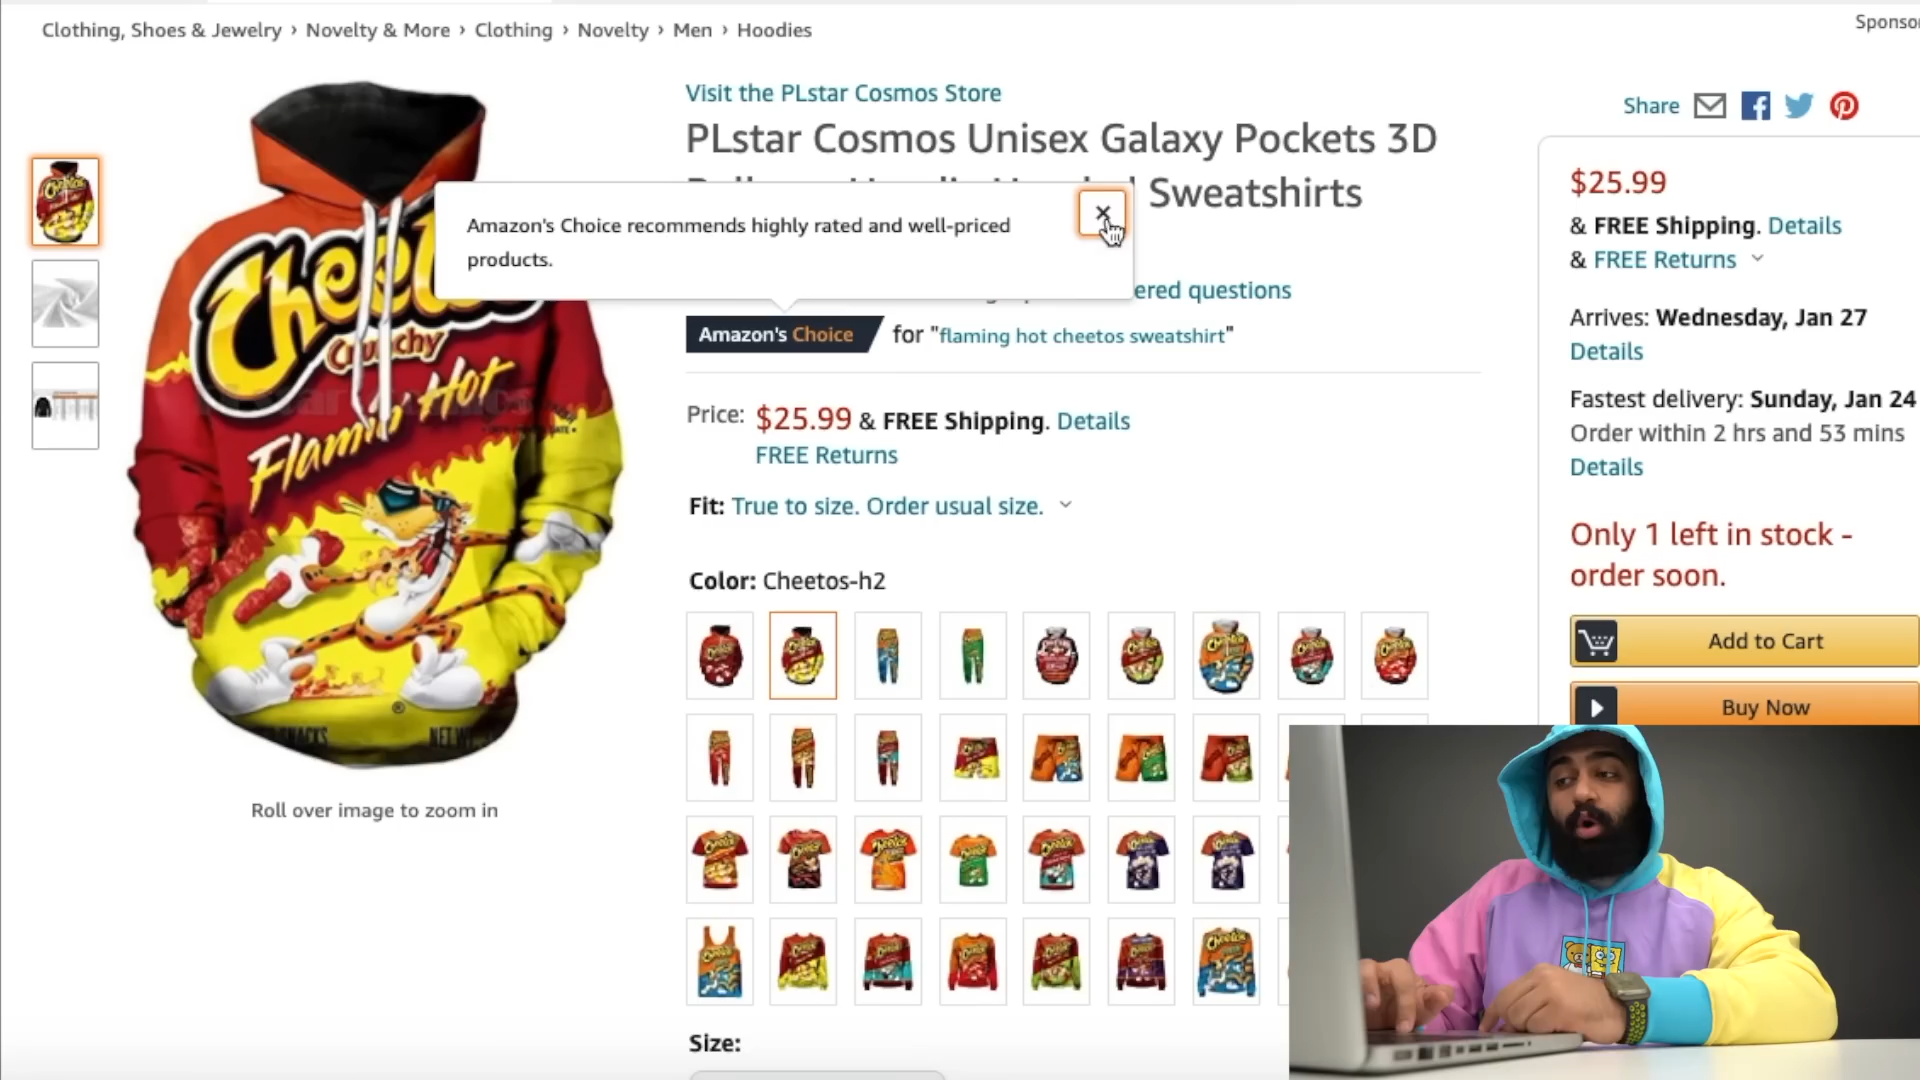 Clothing, Shoes & Jewelry › Novelty & More › Clothing › Novelty › Men › Hoodies
Visit the PLstar Cosmos Store
PLstar Cosmos Unisex Galaxy Pockets 3D
Sweatshirts
Amazon's Choice recommends highly rated and well-priced
products.
ered questions
Amazon's Choice for "flaming hot cheetos sweatshirt"
Price: $25.99 & FREE Shipping. Details
FREE Returns
Fit: True to size. Order usual size.
Color: Cheetos-h2
Size:
Crunchy
Flamin' Hot
Roll over image to zoom in
Share
$25.99
& FREE Shipping. Details
& FREE Returns
Arrives: Wednesday, Jan 27
Details
Fastest delivery: Sunday, Jan 24
Order within 2 hrs and 53 mins
Details
Only 1 left in stock -
order soon.
Add to Cart
Buy Now